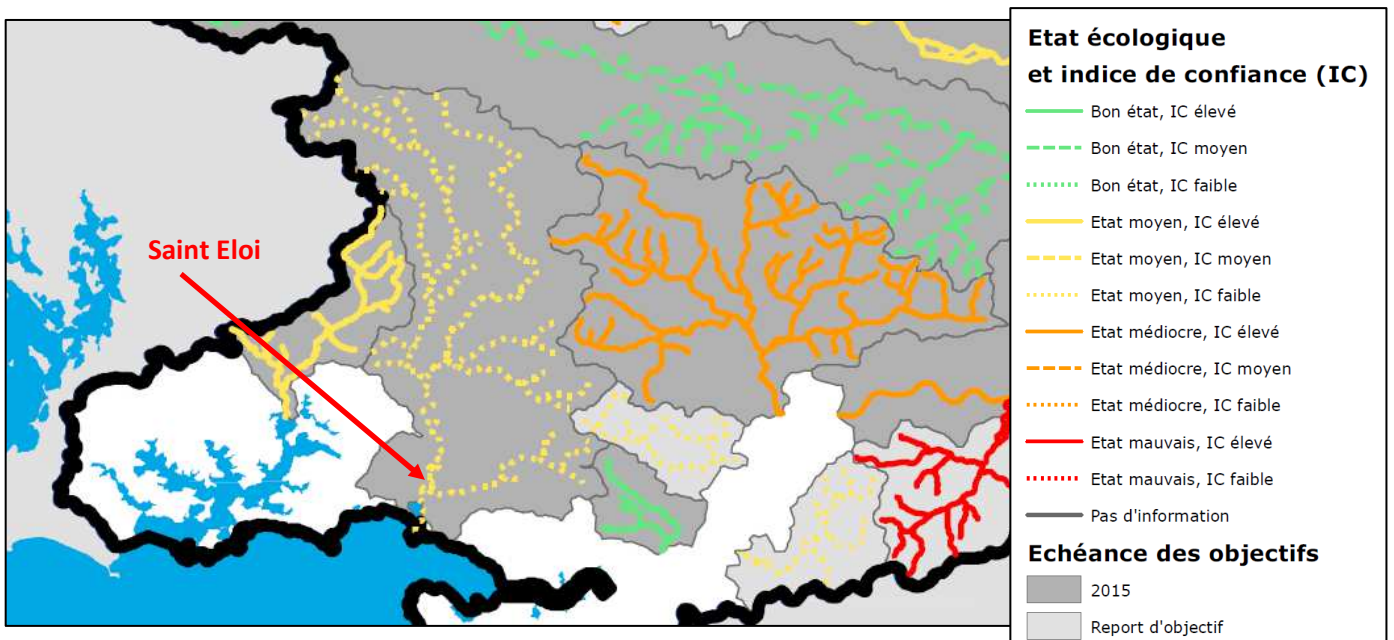 Saint Eloi
Etat écologique
et indice de confiance (IC)
Bon état, IC élevé
Bon état, IC moyen
Bon état, IC faible
Etat moyen, IC élevé
Etat moyen, IC moyen
Etat moyen, IC faible
Etat médiocre, IC élevé
Etat médiocre, IC moyen
Etat médiocre, IC faible
Etat mauvais, IC élevé
Etat mauvais, IC faible
Pas d'information
Echéance des objectifs
2015
Report d'objectif